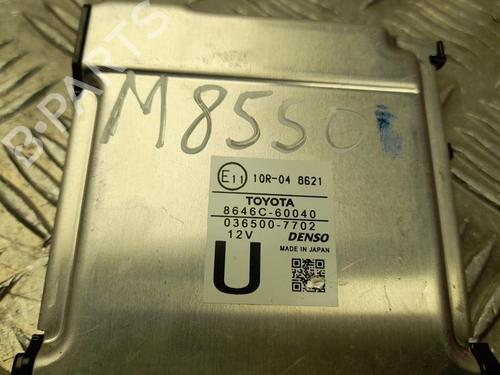 B-PARTS
M8550
E11 10R-04 8621
TOYOTA
8646C-60040
036500-7702
12V DENSO
MADE IN JAPAN
U